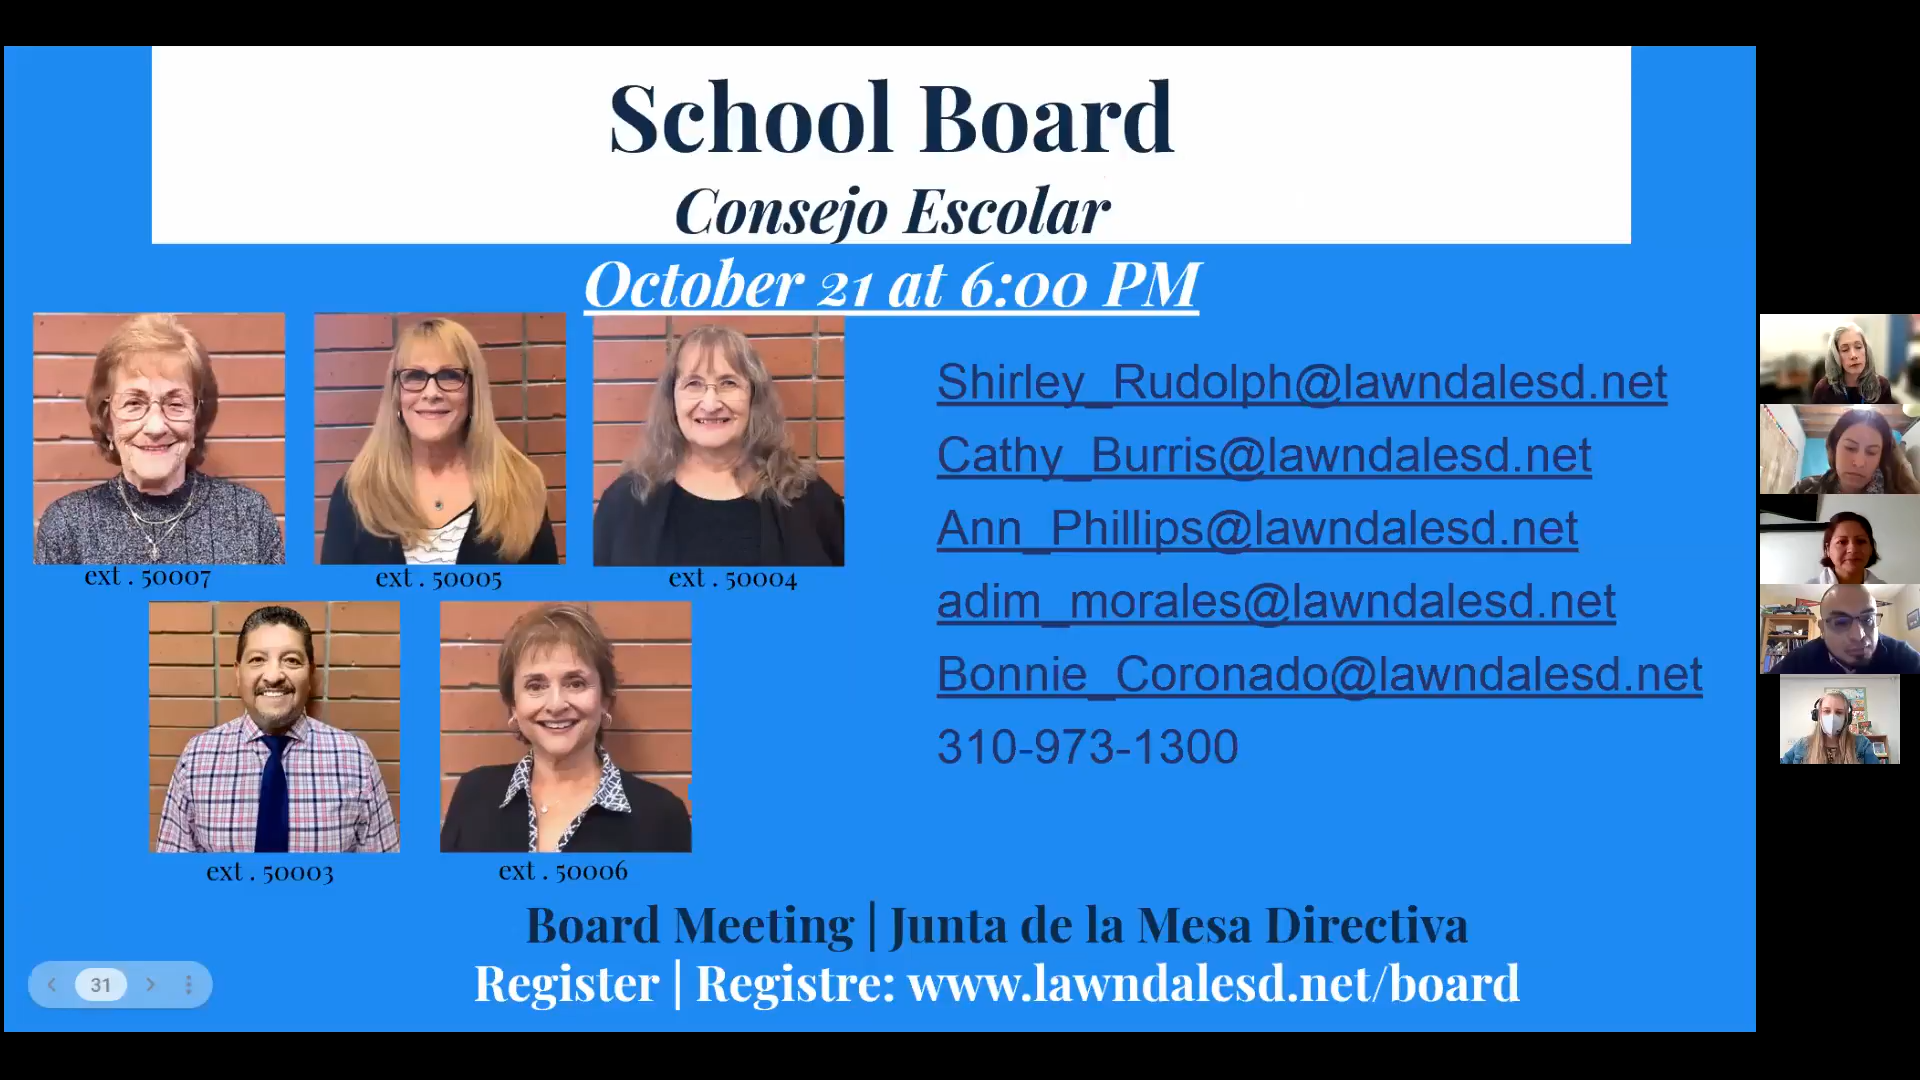 School Board
Consejo Escolar
October 21 at 6:00 PM
ext . 50007
ext . 50005
ext . 50004
ext . 50003
ext . 50006
Shirley_Rudolph@lawndalesd.net
Cathy_Burris@lawndalesd.net
Ann_Phillips@lawndalesd.net
adim_morales@lawndalesd.net
Bonnie_Coronado@lawndalesd.net
310-973-1300
Board Meeting | Junta de la Mesa Directiva
Register | Registre: www.lawndalesd.net/board
31